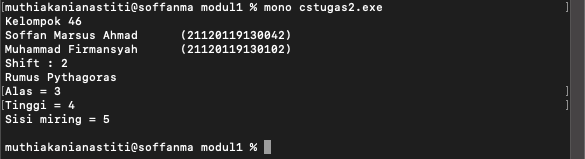 [muthiakanianastiti@soffanma modul1 % mono cstugas2.exe ]
Kelompok 46
Soffan Marsus Ahmad (21120119130042)
Muhammad Firmansyah (21120119130102)
Shift : 2
Rumus Pythagoras
[Alas = 3 ]
[Tinggi = 4 ]
Sisi miring = 5
muthiakanianastiti@soffanma modul1 %